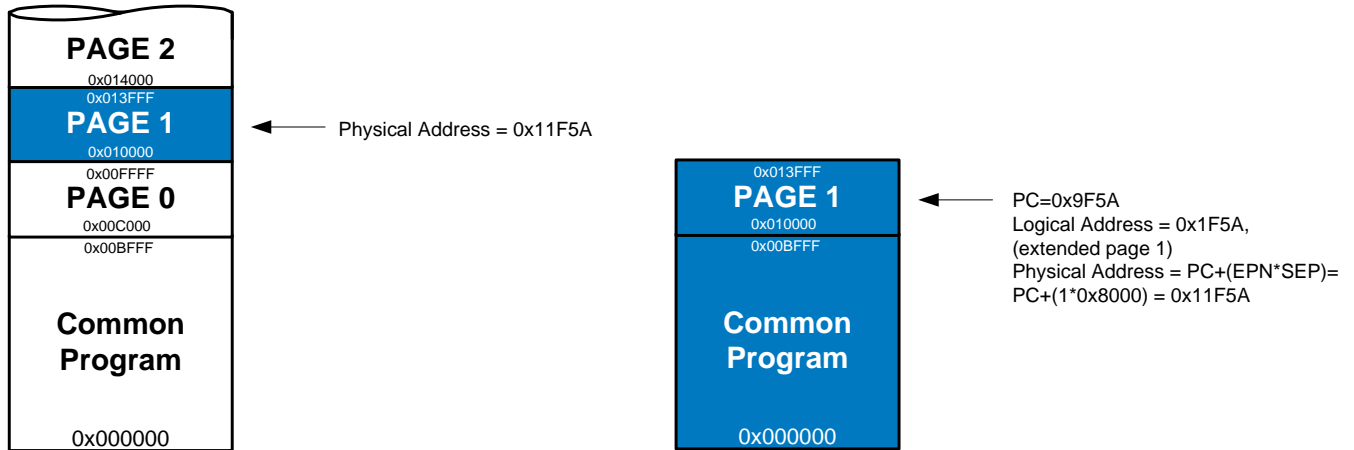 PAGE 2
0x014000
0x013FFF
PAGE 1
0x010000
0x00FFFF
PAGE 0
0x00C000
0x00BFFF
Common
Program
0x000000
Physical Address = 0x11F5A
0x013FFF
PAGE 1
0x010000
0x00BFFF
Common
Program
0x000000
PC=0x9F5A
Logical Address = 0x1F5A,
(extended page 1)
Physical Address = PC+(EPN*SEP)=
PC+(1*0x8000) = 0x11F5A